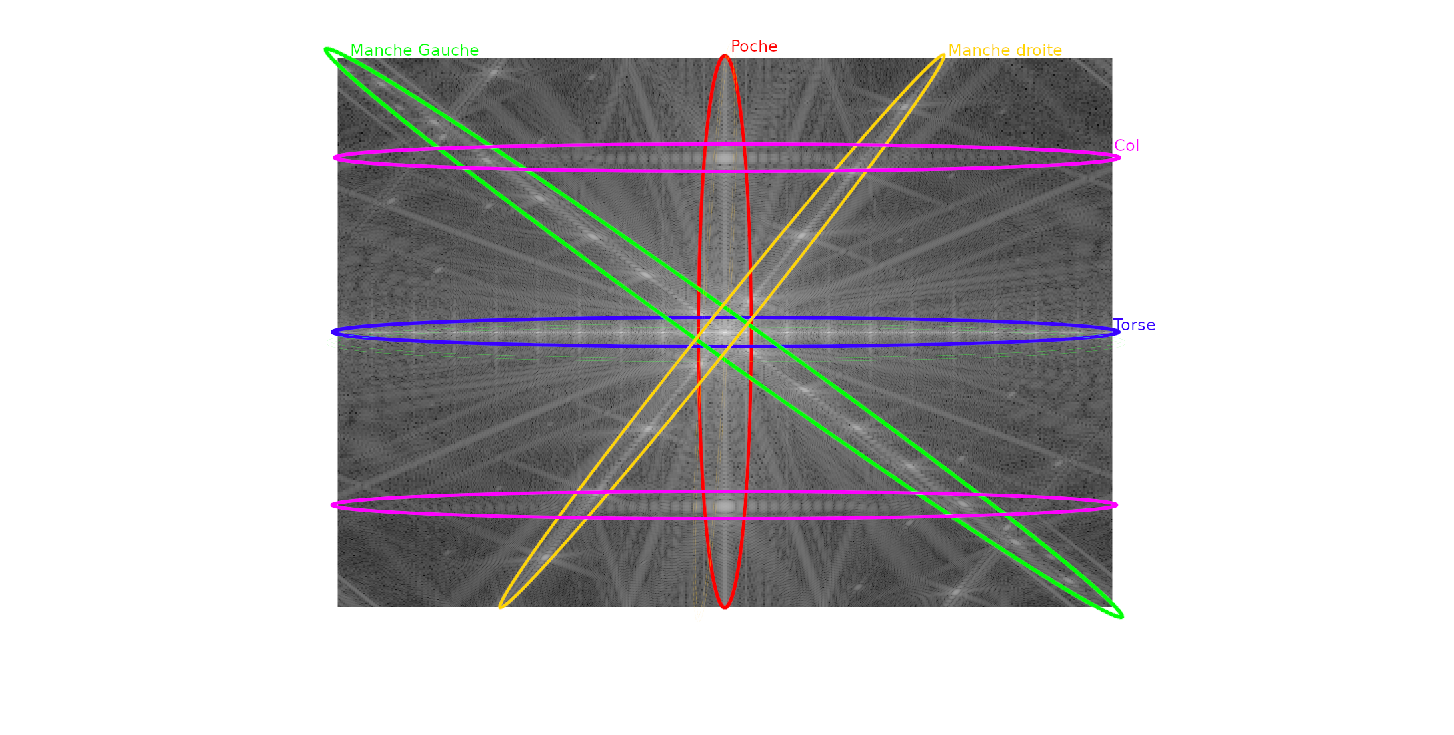 Manche Gauche
Poche
Manche droite
Col
Torse